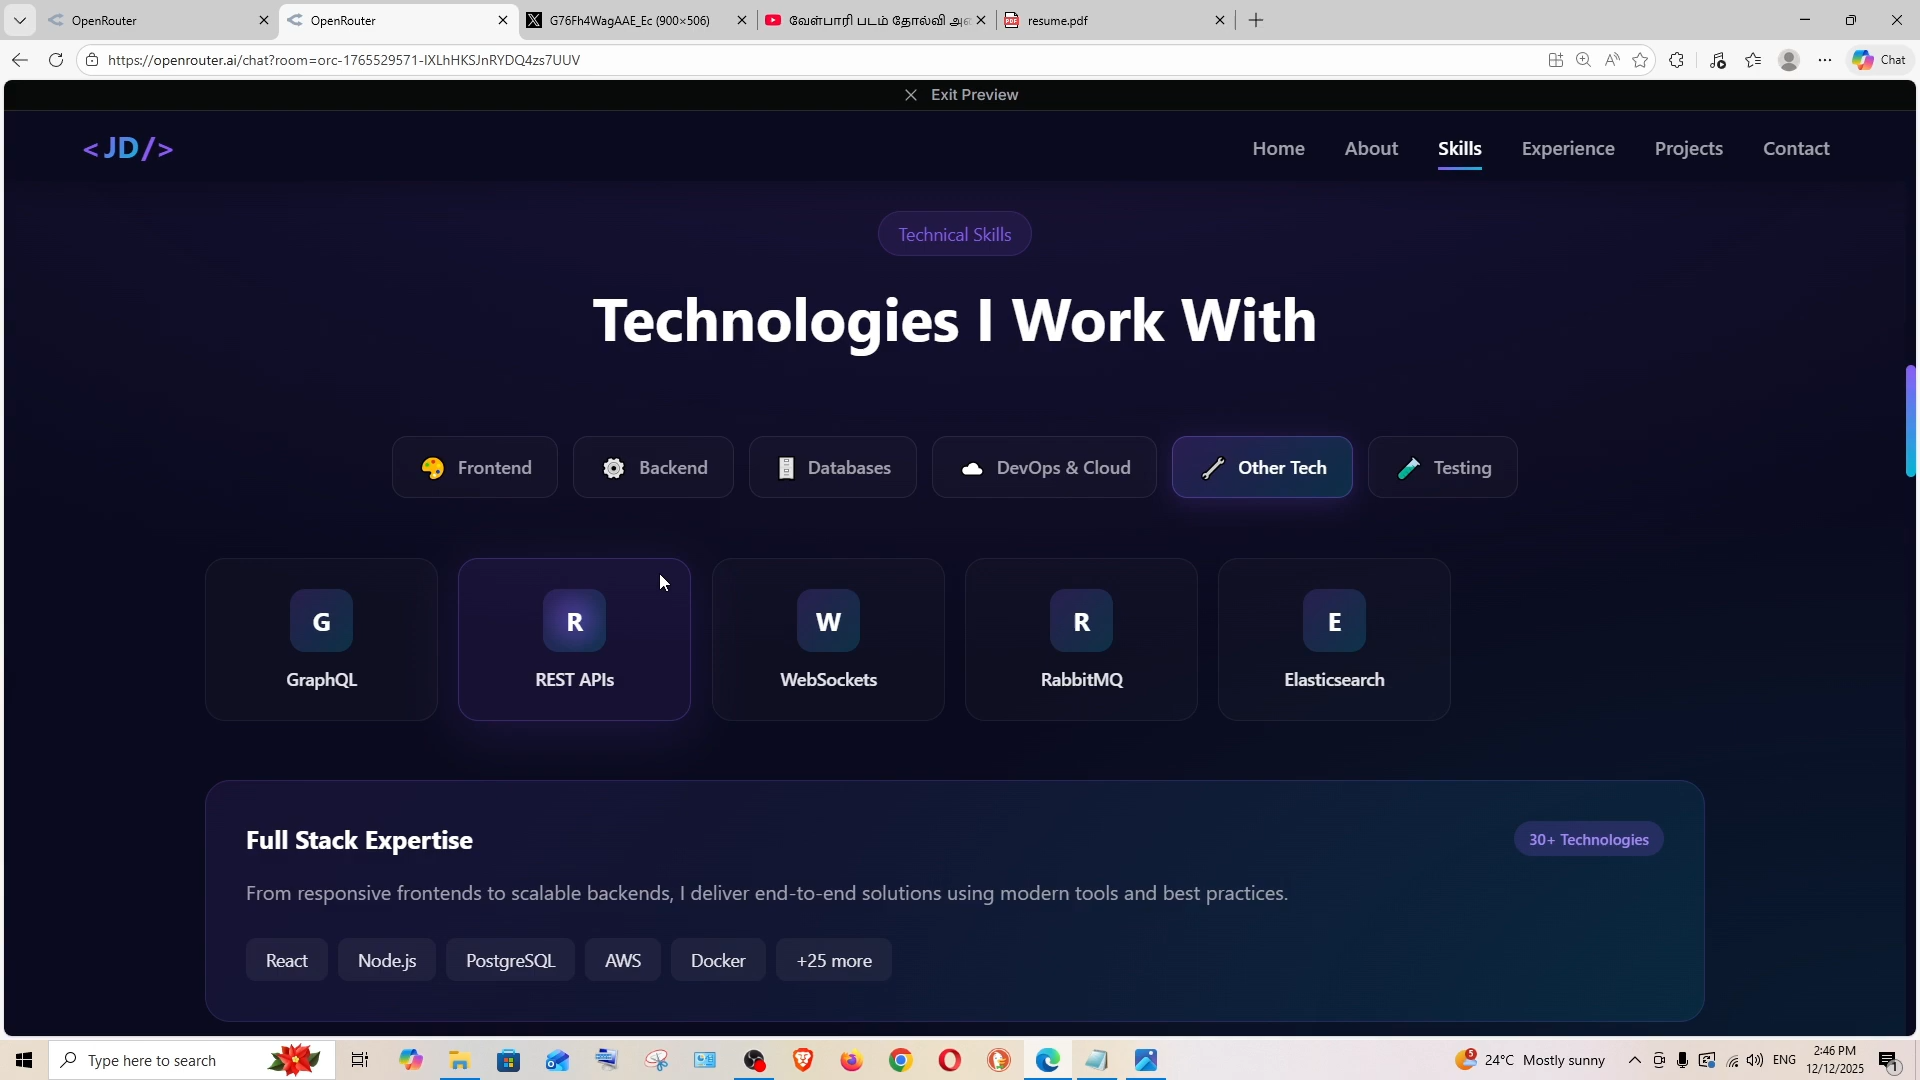 OpenRouter
OpenRouter
G76Fh4WagAAE_Ec (900×506)
வேள்பாரி படம் தோல்வி அடை
resume.pdf
https://openrouter.ai/chat?room=orc-1765529571-IXLhHKSJnRYDQ4zs7UUV
Chat
Exit Preview
<JD/>
Home
About
Skills
Experience
Projects
Contact
Technical Skills
Technologies I Work With
Frontend
Backend
Databases
DevOps & Cloud
Other Tech
Testing
G
R
W
R
E
GraphQL
REST APIs
WebSockets
RabbitMQ
Elasticsearch
Full Stack Expertise
30+ Technologies
From responsive frontends to scalable backends, I deliver end-to-end solutions using modern tools and best practices.
React
Node.js
PostgreSQL
AWS
Docker
+25 more
Type here to search
5
24°C Mostly sunny
ENG
2:46 PM
12/12/2025
1